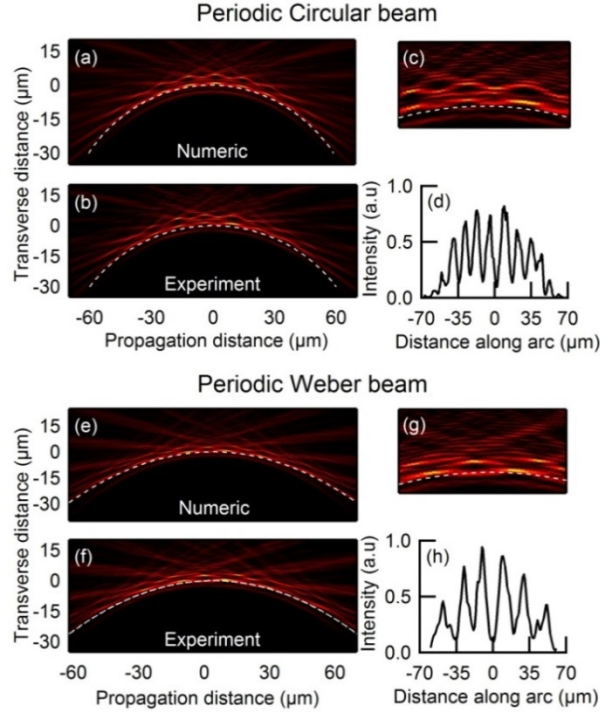 Periodic Circular beam
Transverse distance (µm)
15
0
-15
-30
(a)
Numeric
15
0
-15
-30
(b)
Experiment
-60 -30 0 30 60
Propagation distance (µm)
(c)
(d)
Intensity (a.u)
1.0
0.5
0.0
-70 -35 0 35 70
Distance along arc (µm)
Periodic Weber beam
Transverse distance (µm)
15
0
-15
-30
(e)
Numeric
15
0
-15
-30
(f)
Experiment
-60 -30 0 30 60
Propagation distance (µm)
(g)
(h)
Intensity (a.u)
1.0
0.5
0.0
-70 -35 0 35 70
Distance along arc (µm)